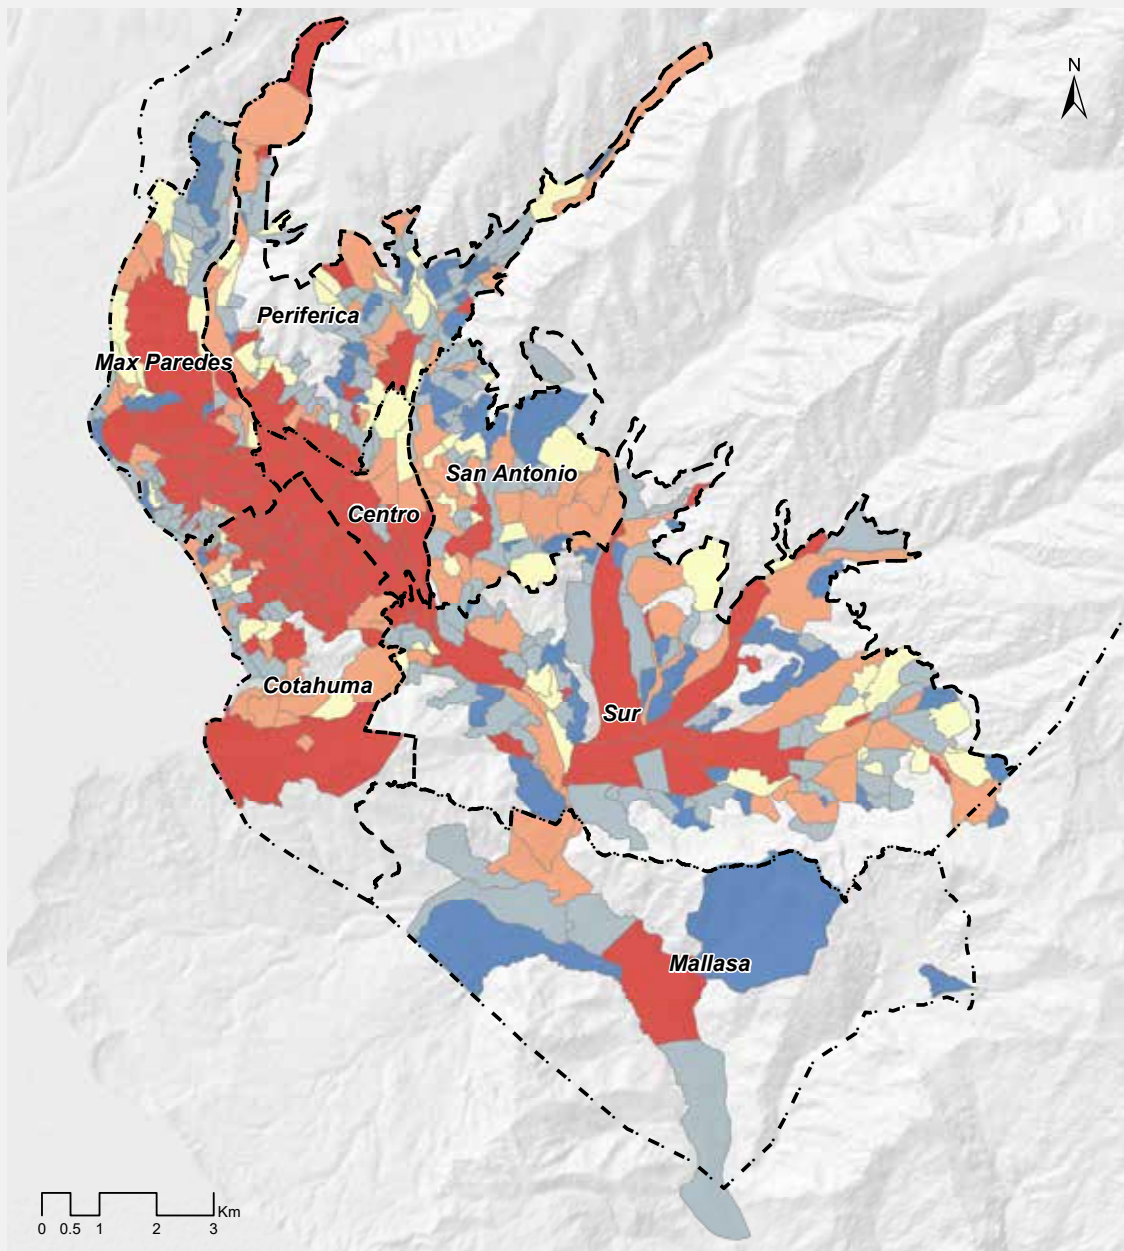 N
Periferica
Max Paredes
San Antonio
Centro
Cotahuma
Sur
Mallasa
Km
0 0.5 1 2 3